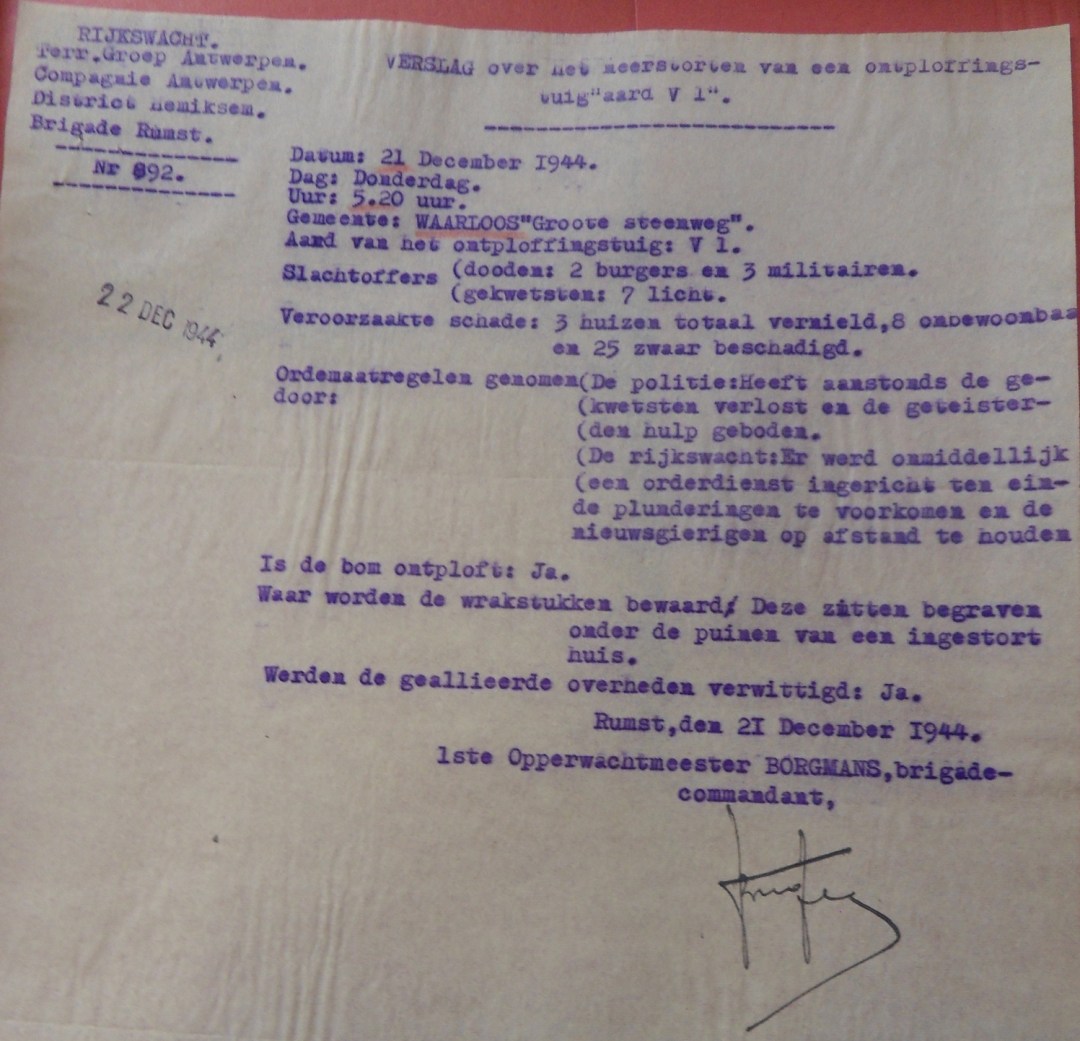 RIJKSWACHT.
Terr.Groep Antwerpen.
Compagnie Antwerpen.
District Hemiksem.
Brigade Rumst.
Nr 892.
22 DEC 1944
VERSLAG over het neerstorten van een ontploffings-
tuig"aard V 1".
Datum: 21 December I944.
Dag: Donderdag.
Uur: 5.20 uur.
Gemeente: WAARLOOS"Groote steenweg".
Aard van het ontploffingstuig: V 1.
Slachtoffers (dooden: 2 burgers en 3 militairen.
(gekwetsten: 7 licht.
Veroorzaakte schade: 3 huizen totaal vernield,8 onbewoonbaa
en 25 zwaar beschadigd.
Ordemaatregelen genomen(De politie:Heeft aanstonds de ge-
door: (kwetsten verlost en de geteister-
(den hulp geboden.
(De rijkswacht:Er werd onmiddellijk
(een orderdienst ingericht ten ein-
de plunderingen te voorkomen en de
nieuwsgierigen op afstand te houden
Is de bom ontploft: Ja.
Waar worden de wrakstukken bewaard/ Deze zitten begraven
onder de puinen van een ingestort
huis.
Werden de geallieerde overheden verwittigd: Ja.
Rumst,den 2I December I944.
1ste Opperwachtmeester BORGMANS,brigade-
commandant,